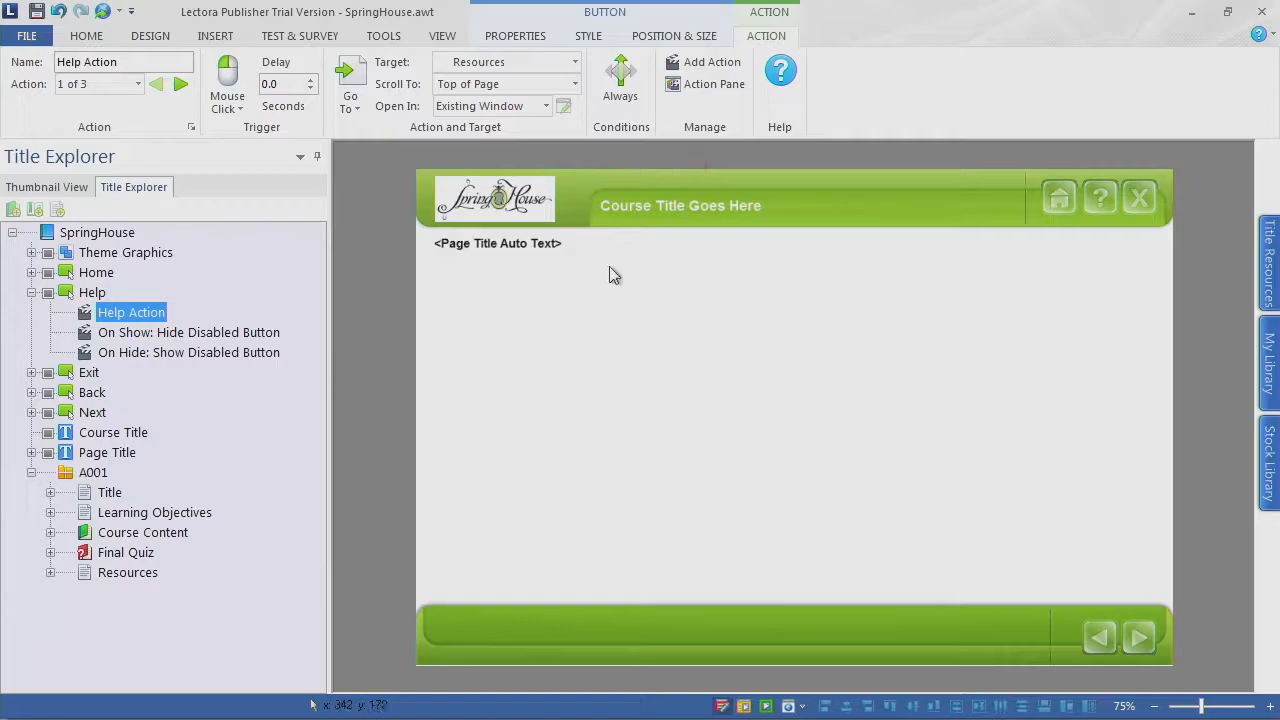 Lectora Publisher Trial Version - SpringHouse.awt
BUTTON
ACTION
FILE
HOME
DESIGN
INSERT
TEST & SURVEY
TOOLS
VIEW
PROPERTIES
STYLE
POSITION & SIZE
ACTION
Name: Help Action
Action: 1 of 3
Action
Mouse Click
Delay
0.0
Seconds
Trigger
Go To
Target: Resources
Scroll To: Top of Page
Open In: Existing Window
Action and Target
Always
Conditions
Add Action
Action Pane
Manage
Help
Title Explorer
Thumbnail View
Title Explorer
SpringHouse
Theme Graphics
Home
Help
Help Action
On Show: Hide Disabled Button
On Hide: Show Disabled Button
Exit
Back
Next
Course Title
Page Title
A001
Title
Learning Objectives
Course Content
Final Quiz
Resources
Spring House
Course Title Goes Here
?
X
<Page Title Auto Text>
Title Resources
My Library
Stock Library
x: 342 y: 172
75%